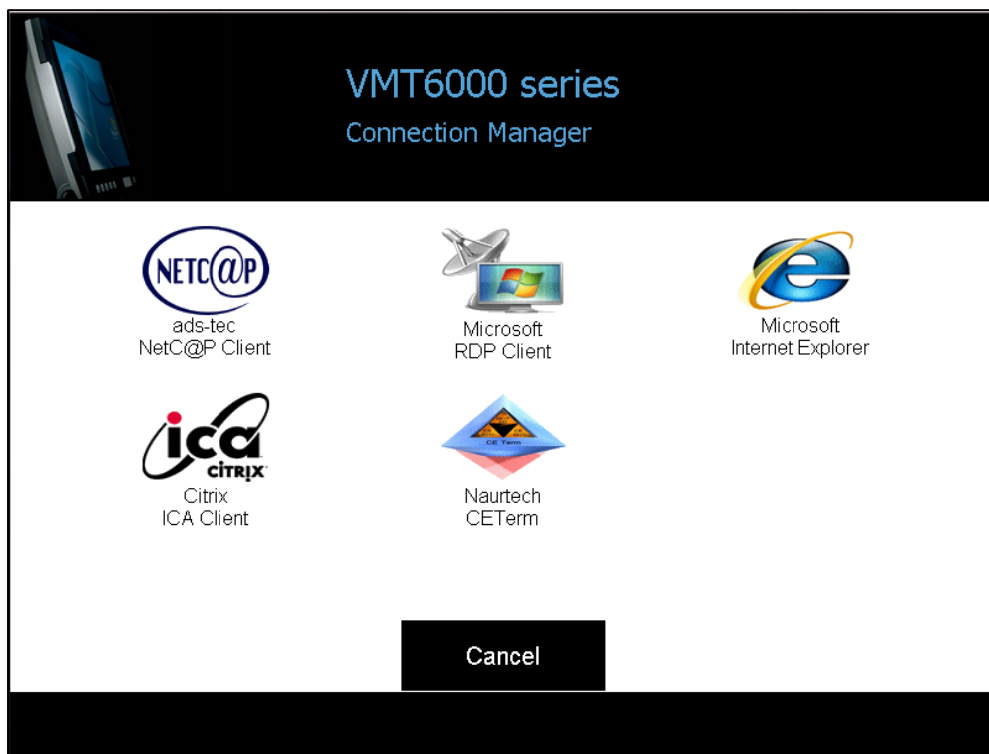 VMT6000 series
Connection Manager
NETC@P
ads-tec
NetC@P Client
Microsoft
RDP Client
Microsoft
Internet Explorer
ica
CITRIX
Citrix
ICA Client
CE Term
Naurtech
CETerm
Cancel